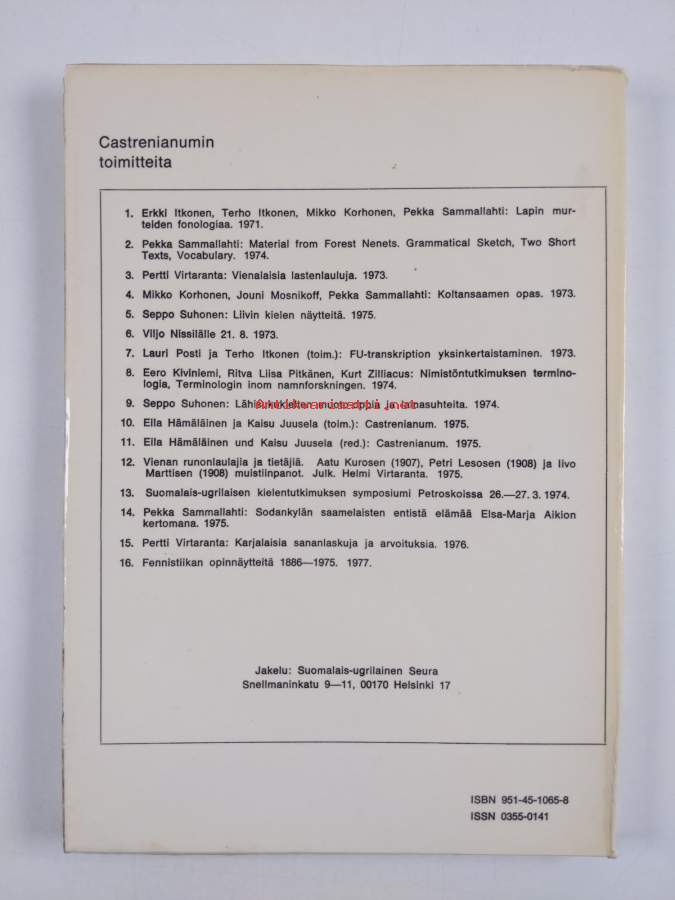 Castrenianumin
toimitteita
1. Erkki Itkonen, Terho Itkonen, Mikko Korhonen, Pekka Sammallahti: Lapin mur-
teiden fonologiaa. 1971.
2. Pekka Sammallahti: Material from Forest Nenets. Grammatical Sketch, Two Short
Texts, Vocabulary. 1974.
3. Pertti Virtaranta: Vienalaisia lastenlauluja. 1973.
4. Mikko Korhonen, Jouni Mosnikoff, Pekka Sammallahti: Koltansaamen opas. 1973.
5. Seppo Suhonen: Liivin kielen näytteitä. 1975.
6. Viljo Nissilälle 21. 8. 1973.
7. Lauri Posti ja Terho Itkonen (toim.): FU-transkription yksinkertaistaminen. 1973.
8. Eero Kiviniemi, Ritva Liisa Pitkänen, Kurt Zilliacus: Nimistöntutkimuksen termino-
logia, Terminologin inom namnforskningen. 1974.
9. Seppo Suhonen: ja lainasuhteita. 1974.
10. Ella Hämäläinen ja Kaisu Juusela (toim.): Castrenianum. 1975.
11. Ella Hämäläinen und Kaisu Juusela (red.): Castrenianum. 1975.
12. Vienan runonlaulajia ja tietäjiä. Aatu Kurosen (1907), Petri Lesosen (1908) ja Iivo
Marttisen (1908) muistiinpanot. Julk. Helmi Virtaranta. 1975.
13. Suomalais-ugrilaisen kielentutkimuksen symposiumi Petroskoissa 26.—27. 3. 1974.
14. Pekka Sammallahti: Sodankylän saamelaisten entistä elämää Elsa-Marja Aikion
kertomana. 1975.
15. Pertti Virtaranta: Karjalaisia sananlaskuja ja arvoituksia. 1976.
16. Fennistiikan opinnäytteitä 1886—1975. 1977.
Jakelu: Suomalais-ugrilainen Seura
Snellmaninkatu 9—11, 00170 Helsinki 17
ISBN 951-45-1065-8
ISSN 0355-0141